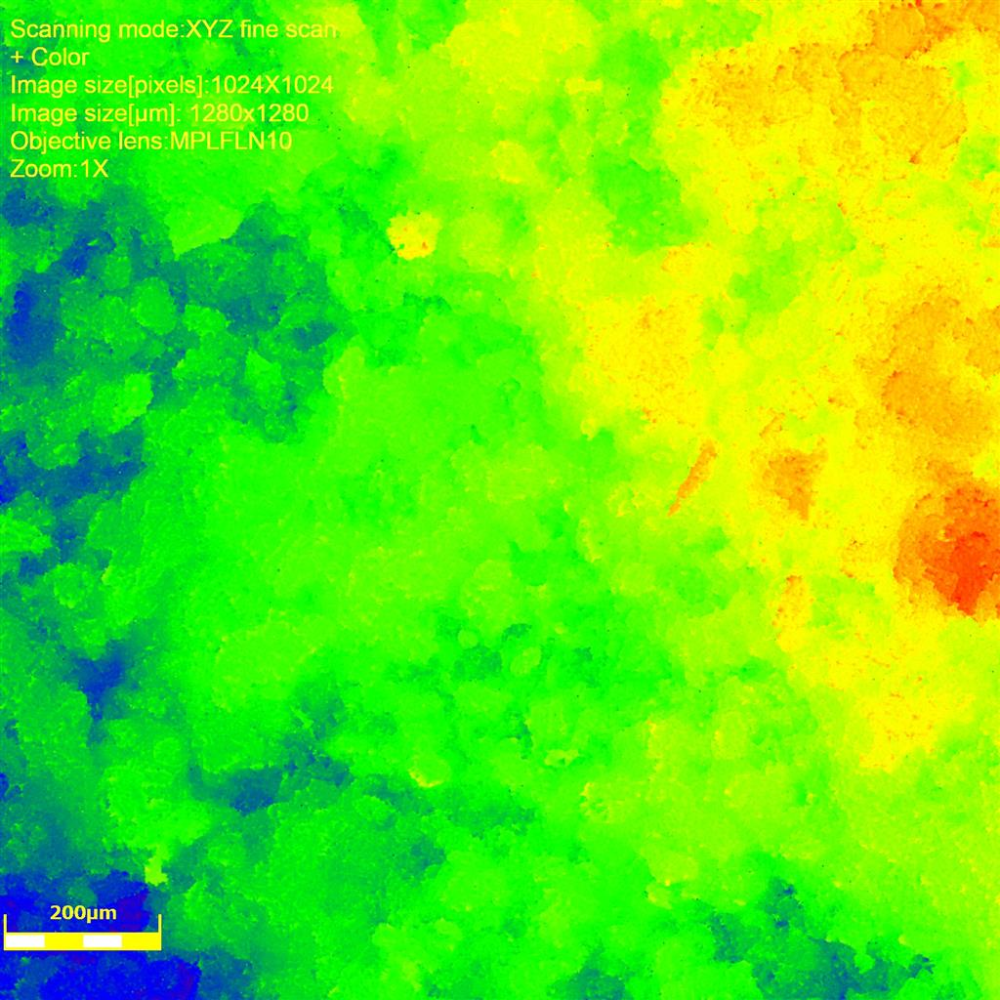 Scanning mode:XYZ fine scan
+ Color
Image size[pixels]:1024X1024
Image size[µm]: 1280x1280
Objective lens:MPLFLN10
Zoom:1X
200µm